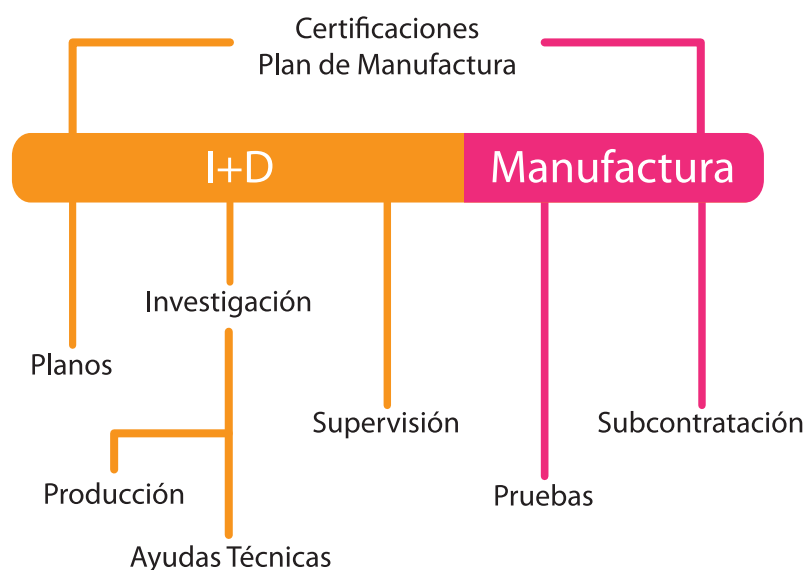 Certificaciones
Plan de Manufactura
I+D
Manufactura
Investigación
Planos
Supervisión
Subcontratación
Producción
Pruebas
Ayudas Técnicas